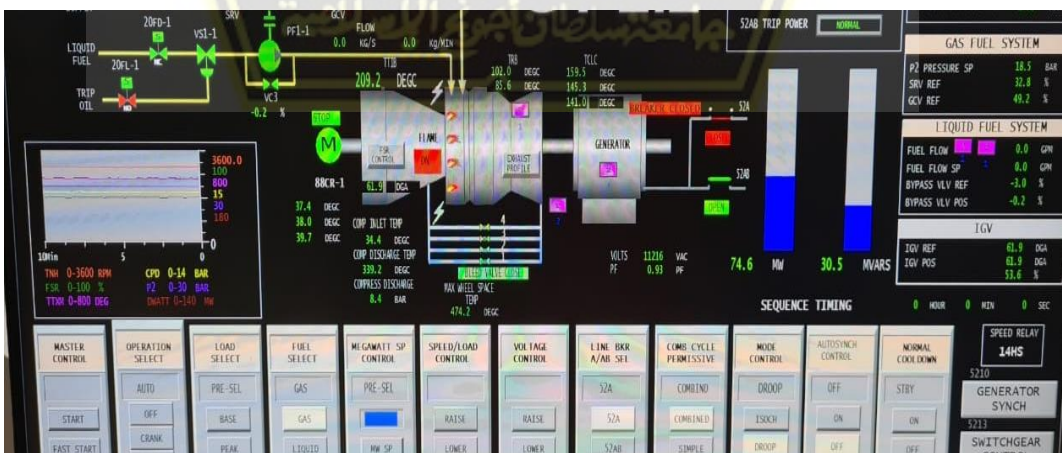 جامعة سلطان أجوغ الإسلامية
20FD-1
SRV
GCV
FLOW
0.0 KG/S 0.0 Kg/MIN
PF1-1
VS1-1
LIQUID
FUEL
20FL-1
TRIP
OIL
NC
NO
VC3
-0.2 %
TTIB
209.2 DEGC
TRB
102.0 DEGC
85.6 DEGC
TCLC
159.5 DEGC
145.3 DEGC
141.0 DEGC
52AB TRIP POWER NORMAL
STOP
M
88CR-1
FSR
CONTROL
FLAME
ON
EXHAUST
PROFILE
GENERATOR
BREAKER CLOSED
52A
52AB
OPEN
61.9 DGA
37.4 DEGC
38.0 DEGC
39.7 DEGC
COMP INLET TEMP
34.4 DEGC
COMP DISCHARGE TEMP
339.2 DEGC
COMPRESS DISCHARGE
8.4 BAR
4
BLEED VALVE CLOSED
MAX WHEEL SPACE
TEMP
474.2 DEGC
VOLTS 11216 VAC
PF 0.93 PF
74.6 MW
30.5 MVARS
SEQUENCE TIMING 0 HOUR 0 MIN 0 SEC
GAS FUEL SYSTEM
P2 PRESSURE SP 18.5 BAR
SRV REF 32.8 %
GCV REF 49.2 %
LIQUID FUEL SYSTEM
FUEL FLOW 0.0 GPM
FUEL FLOW SP 0.0 GPM
BYPASS VLV REF -3.0 %
BYPASS VLV POS -0.2 %
IGV
IGV REF 61.9 DGA
IGV POS 61.9 DGA
53.6 %
3600.0
100
800
15
30
180
0
10Min 5 0
TNH 0-3600 RPM CPD 0-14 BAR
FSR 0-100 % P2 0-30 BAR
TTXM 0-800 DEG DWATT 0-140 MW
SPEED RELAY
14HS
MASTER CONTROL
START
FAST START
OPERATION SELECT
AUTO
OFF
CRANK
LOAD SELECT
PRE-SEL
BASE
PEAK
FUEL SELECT
GAS
GAS
LIQUID
MEGAWATT SP CONTROL
PRE-SEL
MW SP
SPEED/LOAD CONTROL
RAISE
LOWER
VOLTAGE CONTROL
RAISE
LOWER
LINE BKR A/AB SEL
52A
52A
52AB
COMB CYCLE PERMISSIVE
COMBIND
COMBINED
SIMPLE
MODE CONTROL
DROOP
ISOCH
DROOP
AUTOSYNCH CONTROL
OFF
ON
OFF
NORMAL COOLDOWN
STBY
ON
OFF
5210
GENERATOR
SYNCH
5213
SWITCHGEAR